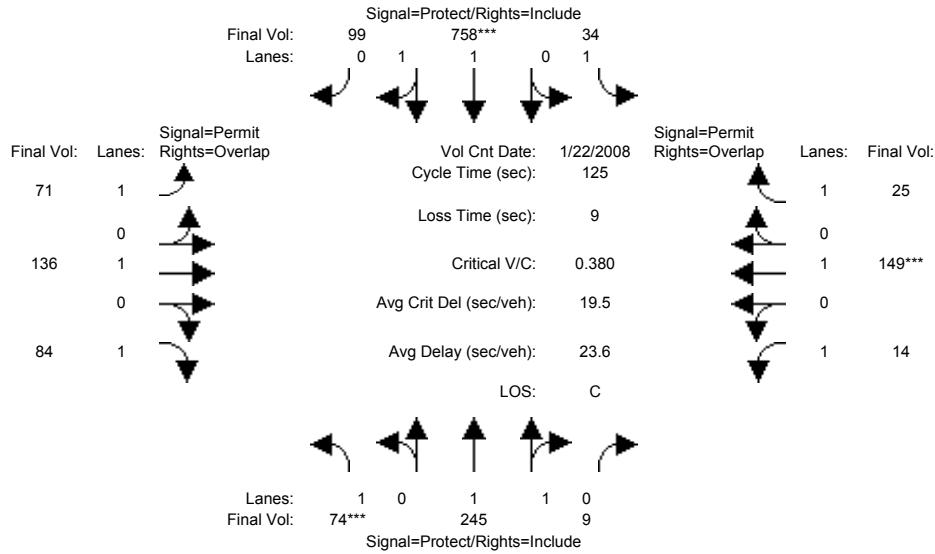 Signal=Protect/Rights=Include
Final Vol: 99 758*** 34
Lanes: 0 1 1 0 1
Signal=Permit Signal=Permit
Final Vol: Lanes: Rights=Overlap Vol Cnt Date: 1/22/2008 Rights=Overlap Lanes: Final Vol:
71 1 Cycle Time (sec): 125 1 25
0 Loss Time (sec): 9 0
136 1 Critical V/C: 0.380 1 149***
0 Avg Crit Del (sec/veh): 19.5 0
84 1 Avg Delay (sec/veh): 23.6 1 14
LOS: C
Lanes: 1 0 1 1 0
Final Vol: 74*** 245 9
Signal=Protect/Rights=Include